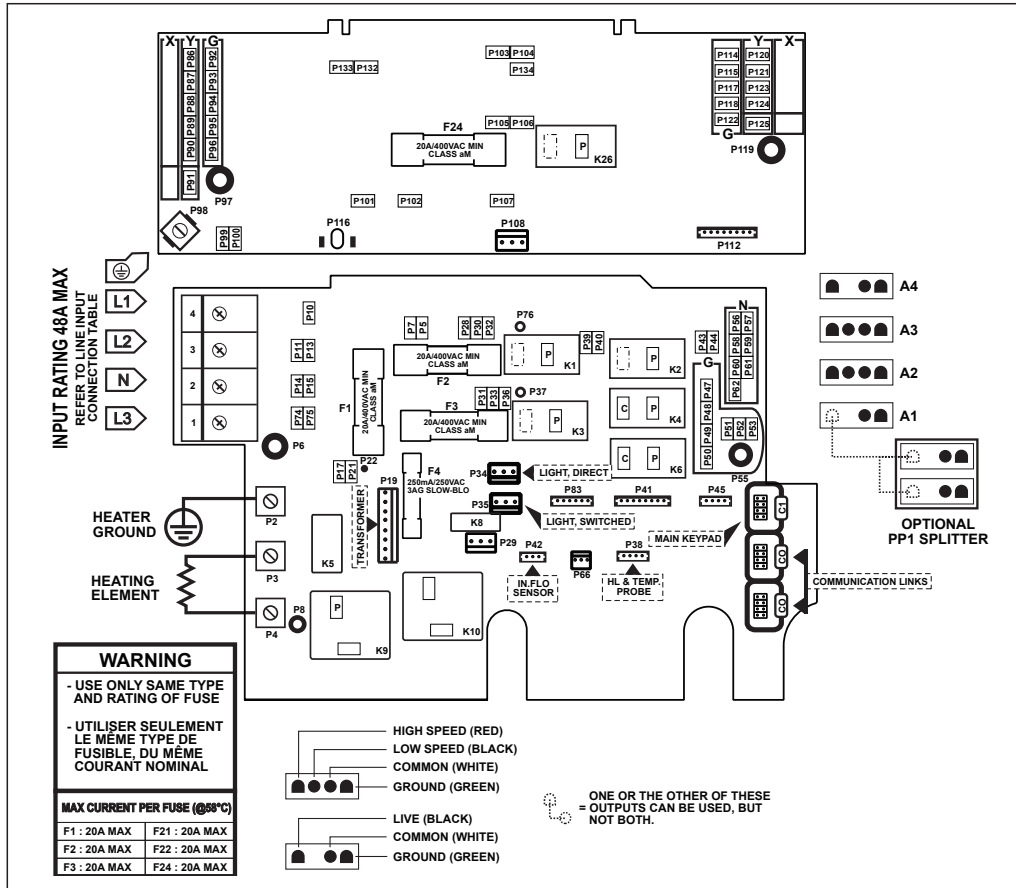 X Y G
P86
P87
P88
P89
P90
P91
P92
P93
P94
P95
P96
P97
P98
P99
P100
P133 P132
P103 P104
P134
P105 P106
F24
20A/400VAC MIN
CLASS aM
P
K26
P101
P102
P107
P116
P108
P112
Y X
P114 P120
P115 P121
P117 P123
P118 P124
P122 P125
G
P119
INPUT RATING 48A MAX
REFER TO LINE INPUT
CONNECTION TABLE
L1
L2
N
L3
4
3
2
1
P10
P11 P13
P14 P15
P74 P75
P6
F1
20A/400VAC MIN
CLASS aM
P7 P5
P28 P30 P32
20A/400VAC MIN
CLASS aM
F2
P31 P33 P36
F3
20A/400VAC MIN
CLASS aM
P76
P
K1
P39 P40
P37
P
K3
P
K2
C P
K4
C P
K6
P43 P44
G
P47
P48
P49
P50
N
P56 P57
P58 P59
P60 P61
P62
P51 P52 P53
P55
P17 P21
P22
P19
TRANSFORMER
F4
250mA/250VAC
3AG SLOW-BLO
P34
LIGHT, DIRECT
P35
LIGHT, SWITCHED
P83
P41
P45
K8
P29
P42
IN.FLO
SENSOR
P66
P38
HL & TEMP.
PROBE
MAIN KEYPAD
C1
CO
CO
COMMUNICATION LINKS
K5
P
K9
K10
HEATER
GROUND
P2
HEATING
ELEMENT
P3
P4
P8
A4
A3
A2
A1
OPTIONAL
PP1 SPLITTER
WARNING
- USE ONLY SAME TYPE
AND RATING OF FUSE
- UTILISER SEULEMENT
LE MÊME TYPE DE
FUSIBLE, DU MÊME
COURANT NOMINAL
MAX CURRENT PER FUSE (@58°C)
F1 : 20A MAX F21 : 20A MAX
F2 : 20A MAX F22 : 20A MAX
F3 : 20A MAX F24 : 20A MAX
HIGH SPEED (RED)
LOW SPEED (BLACK)
COMMON (WHITE)
GROUND (GREEN)
LIVE (BLACK)
COMMON (WHITE)
GROUND (GREEN)
ONE OR THE OTHER OF THESE
= OUTPUTS CAN BE USED, BUT
NOT BOTH.